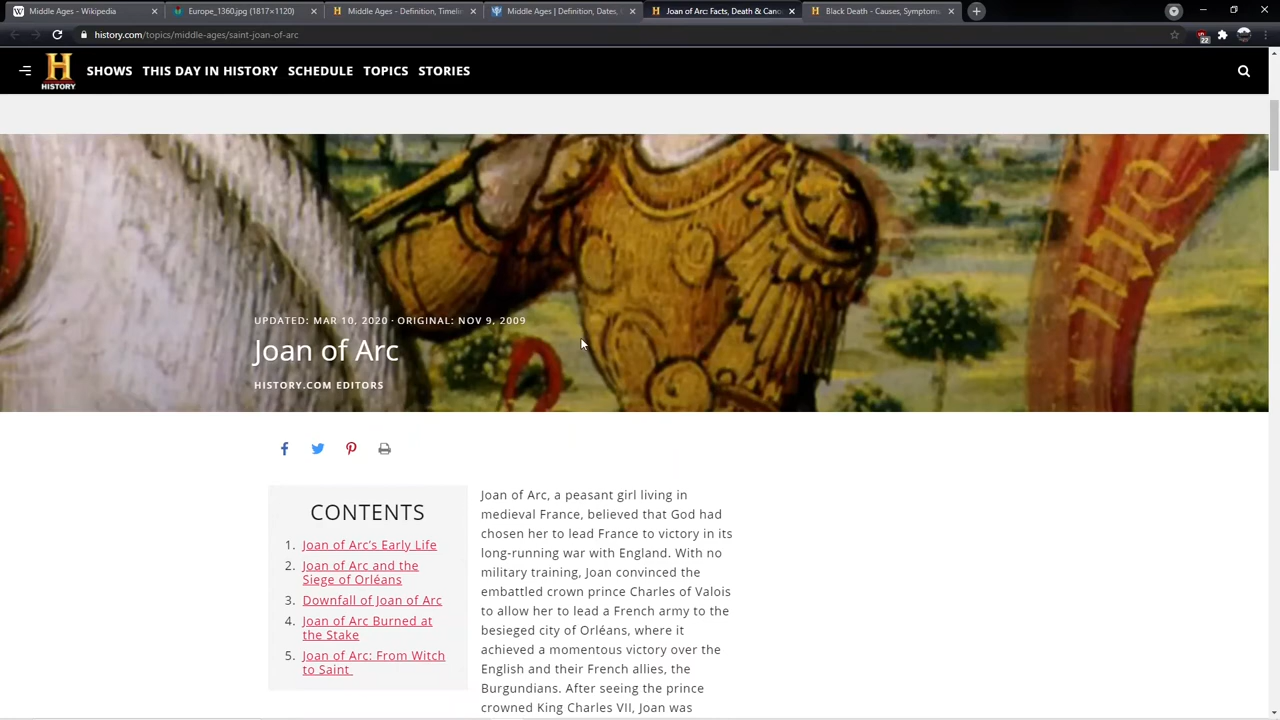 Middle Ages - Wikipedia
Europe_1360.jpg (1817×1120)
Middle Ages - Definition, Timelin
Middle Ages | Definition, Dates,
Joan of Arc: Facts, Death & Cano
Black Death - Causes, Symptoms
history.com/topics/middle-ages/saint-joan-of-arc
22
HISTORY
SHOWS THIS DAY IN HISTORY SCHEDULE TOPICS STORIES
UPDATED: MAR 10, 2020 · ORIGINAL: NOV 9, 2009
Joan of Arc
HISTORY.COM EDITORS
CONTENTS
1. Joan of Arc's Early Life
2. Joan of Arc and the
Siege of Orléans
3. Downfall of Joan of Arc
4. Joan of Arc Burned at
the Stake
5. Joan of Arc: From Witch
to Saint
Joan of Arc, a peasant girl living in
medieval France, believed that God had
chosen her to lead France to victory in its
long-running war with England. With no
military training, Joan convinced the
embattled crown prince Charles of Valois
to allow her to lead a French army to the
besieged city of Orléans, where it
achieved a momentous victory over the
English and their French allies, the
Burgundians. After seeing the prince
crowned King Charles VII, Joan was